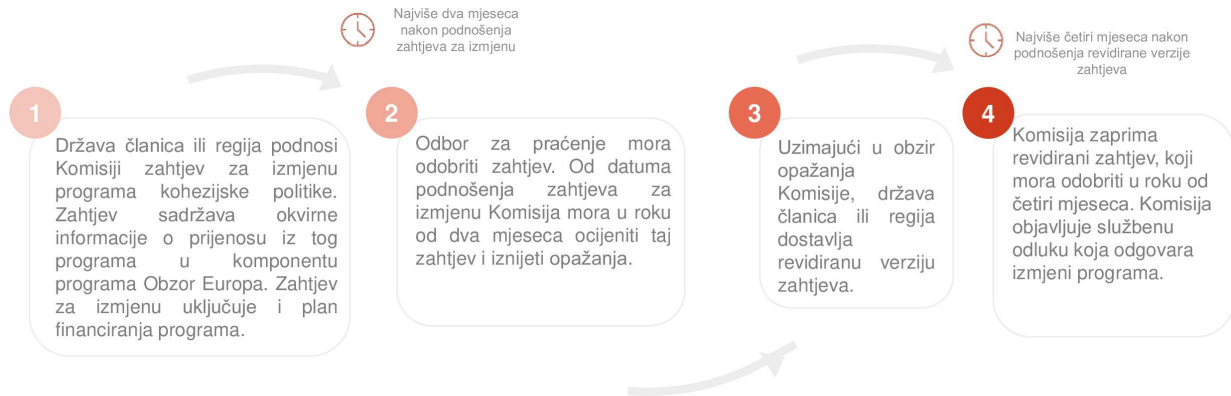 Najviše dva mjeseca
nakon podnošenja
zahtjeva za izmjenu
Najviše četiri mjeseca nakon
podnošenja revidirane verzije
zahtjeva
1
Država članica ili regija podnosi
Komisiji zahtjev za izmjenu
programa kohezijske politike.
Zahtjev sadržava okvirne
informacije o prijenosu iz tog
programa u komponentu
programa Obzor Europa. Zahtjev
za izmjenu uključuje i plan
financiranja programa.
2
Odbor za praćenje mora
odobriti zahtjev. Od datuma
podnošenja zahtjeva za
izmjenu Komisija mora u roku
od dva mjeseca ocijeniti taj
zahtjev i iznijeti opažanja.
3
Uzimajući u obzir
opažanja
Komisije, država
članica ili regija
dostavlja
revidiranu verziju
zahtjeva.
4
Komisija zaprima
revidirani zahtjev, koji
mora odobriti u roku od
četiri mjeseca. Komisija
objavljuje službenu
odluku koja odgovara
izmjeni programa.